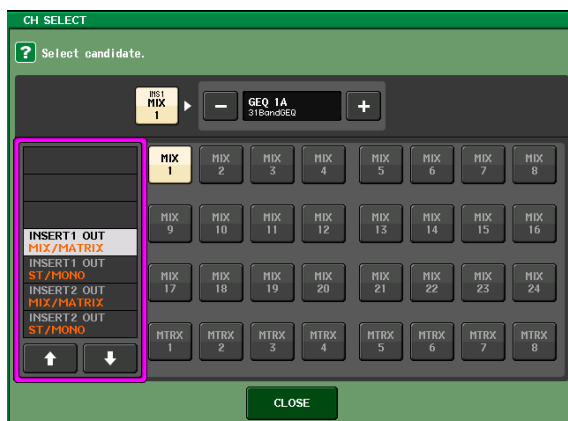 CH SELECT
? Select candidate.
INS1
MIX
1
−
GEQ 1A
31BandGEQ
+
INSERT1 OUT
MIX/MATRIX
INSERT1 OUT
ST/MONO
INSERT2 OUT
MIX/MATRIX
INSERT2 OUT
ST/MONO
MIX MIX MIX MIX MIX MIX MIX MIX
1 2 3 4 5 6 7 8
MIX MIX MIX MIX MIX MIX MIX MIX
9 10 11 12 13 14 15 16
MIX MIX MIX MIX MIX MIX MIX MIX
17 18 19 20 21 22 23 24
MTRX MTRX MTRX MTRX MTRX MTRX MTRX MTRX
1 2 3 4 5 6 7 8
CLOSE